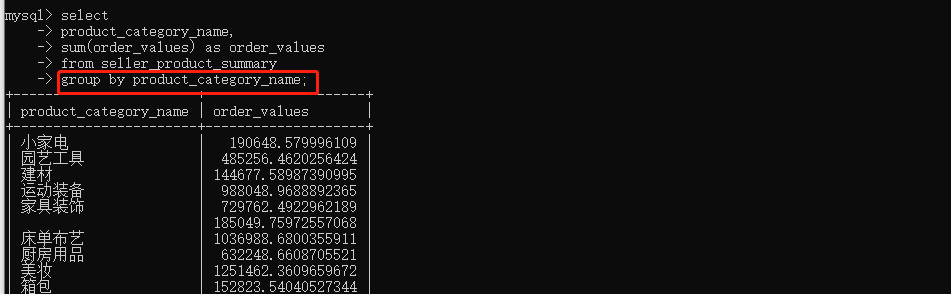 mysql> select
    -> product_category_name,
    -> sum(order_values) as order_values
    -> from seller_product_summary
    -> group by product_category_name;
+-----------------------+--------------------+
| product_category_name | order_values       |
+-----------------------+--------------------+
| 小家电 | 190648.579996109
| 园艺工具 | 485256.4620256424
| 建材 | 144677.58987390995
| 运动装备 | 988048.9688892365
| 家具装饰 | 729762.4922962189
| | 185049.75972557068
| 床单布艺 | 1036988.6800355911
| 厨房用品 | 632248.6608705521
| 美妆 | 1251462.3609659672
| 箱包 | 152823.54040527344